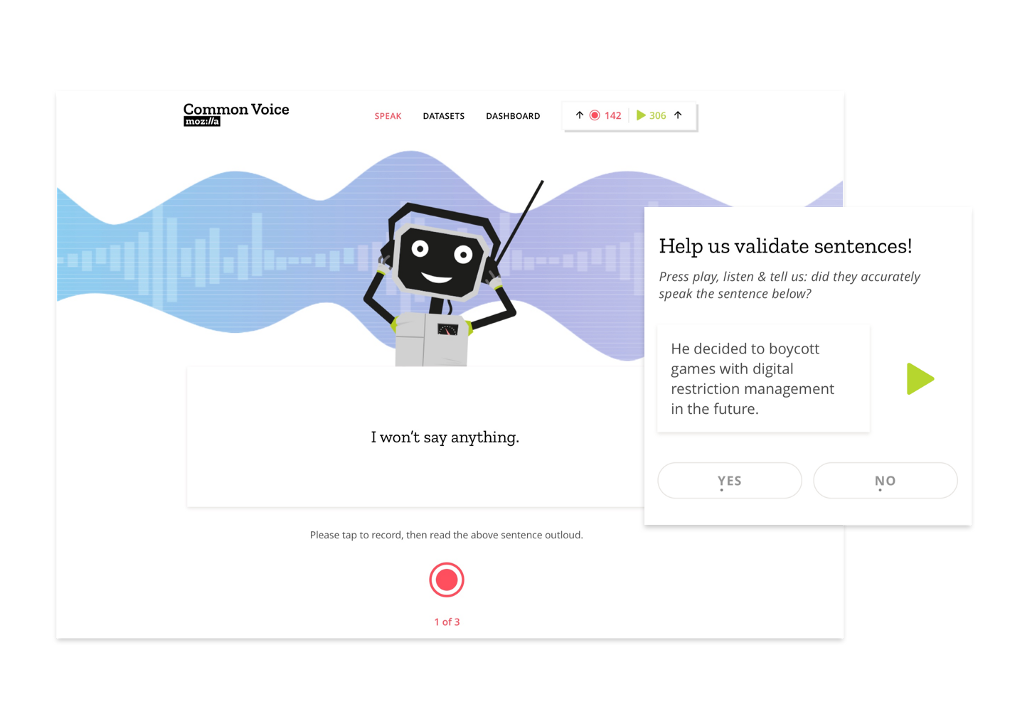 Common Voice
moz://a
SPEAK DATASETS DASHBOARD 142 306
Help us validate sentences!
Press play, listen & tell us: did they accurately
speak the sentence below?
He decided to boycott
games with digital
restriction management
in the future.
YES NO
I won’t say anything.
Please tap to record, then read the above sentence outloud.
1 of 3